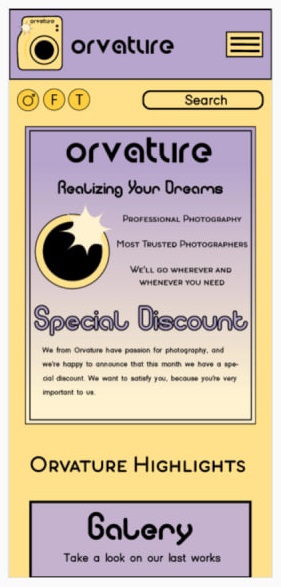 orvature
orvature
F T
Search
orvature
Realizing Your Dreams
Professional Photography
Most Trusted Photographers
We'll go wherever and
whenever you need
Special Discount
We from Orvature have passion for photography, and
we're happy to announce that this month we have a spe-
cial discount. We want to satisfy you, because you're very
important to us.
Orvature Highlights
Galery
Take a look on our last works